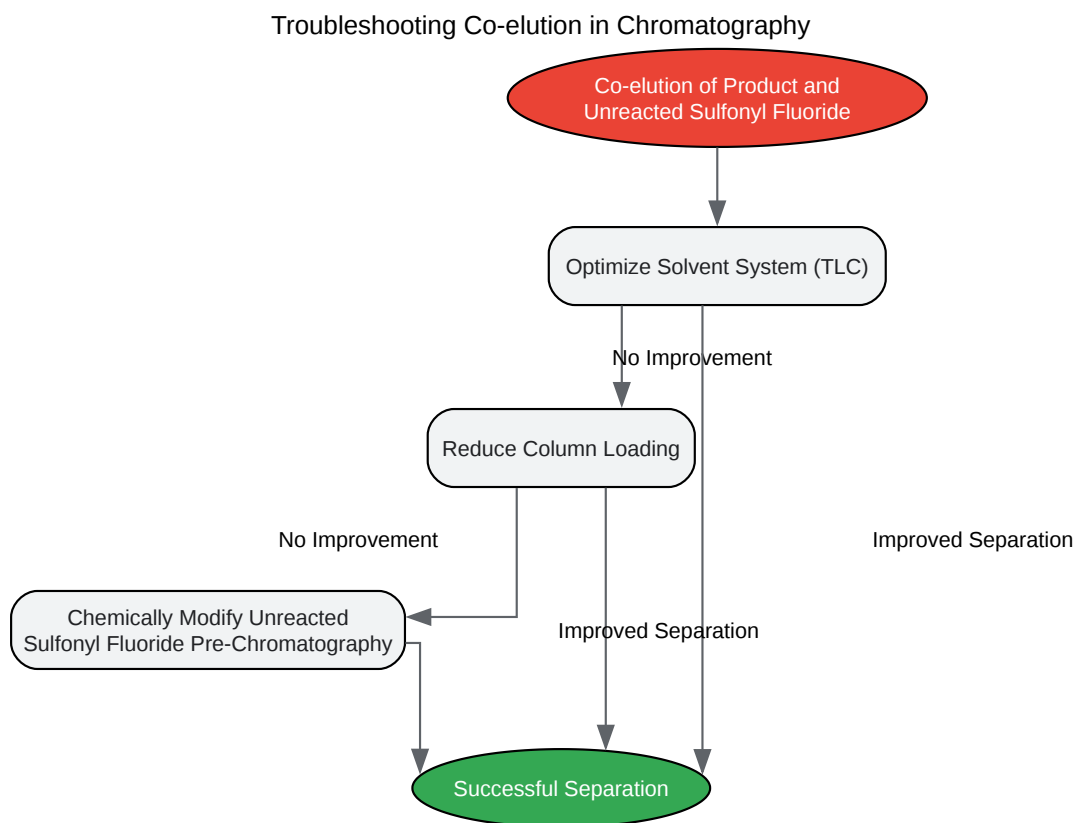 Troubleshooting Co-elution in Chromatography
Co-elution of Product and
Unreacted Sulfonyl Fluoride
Optimize Solvent System (TLC)
No Improvement
Reduce Column Loading
No Improvement
Improved Separation
Chemically Modify Unreacted
Sulfonyl Fluoride Pre-Chromatography
Improved Separation
Successful Separation